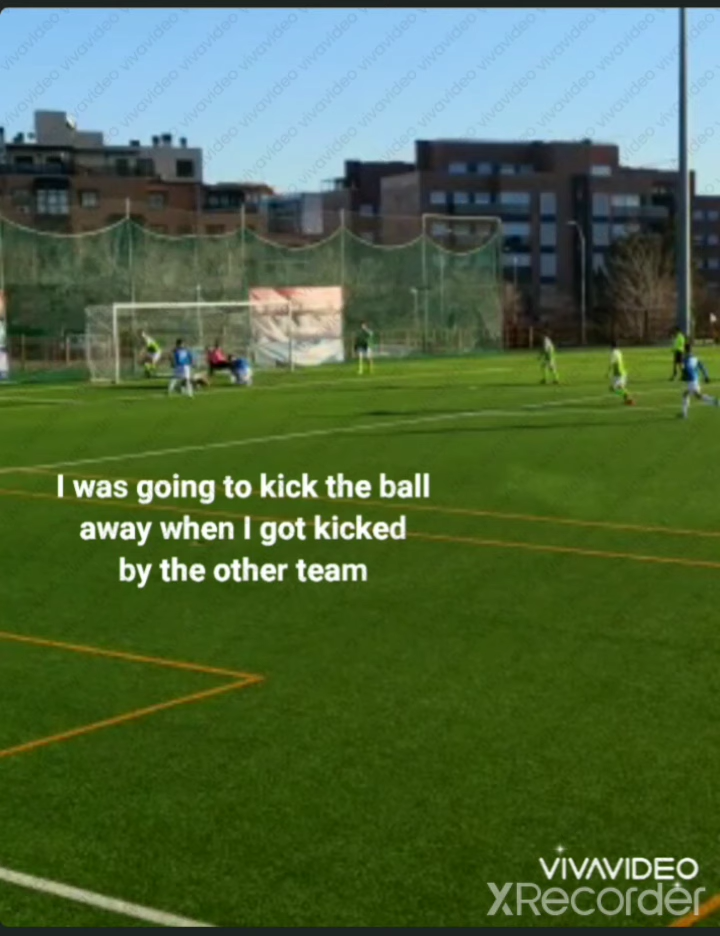 I was going to kick the ball
away when I got kicked
by the other team
VIVAVIDEO
XRecorder